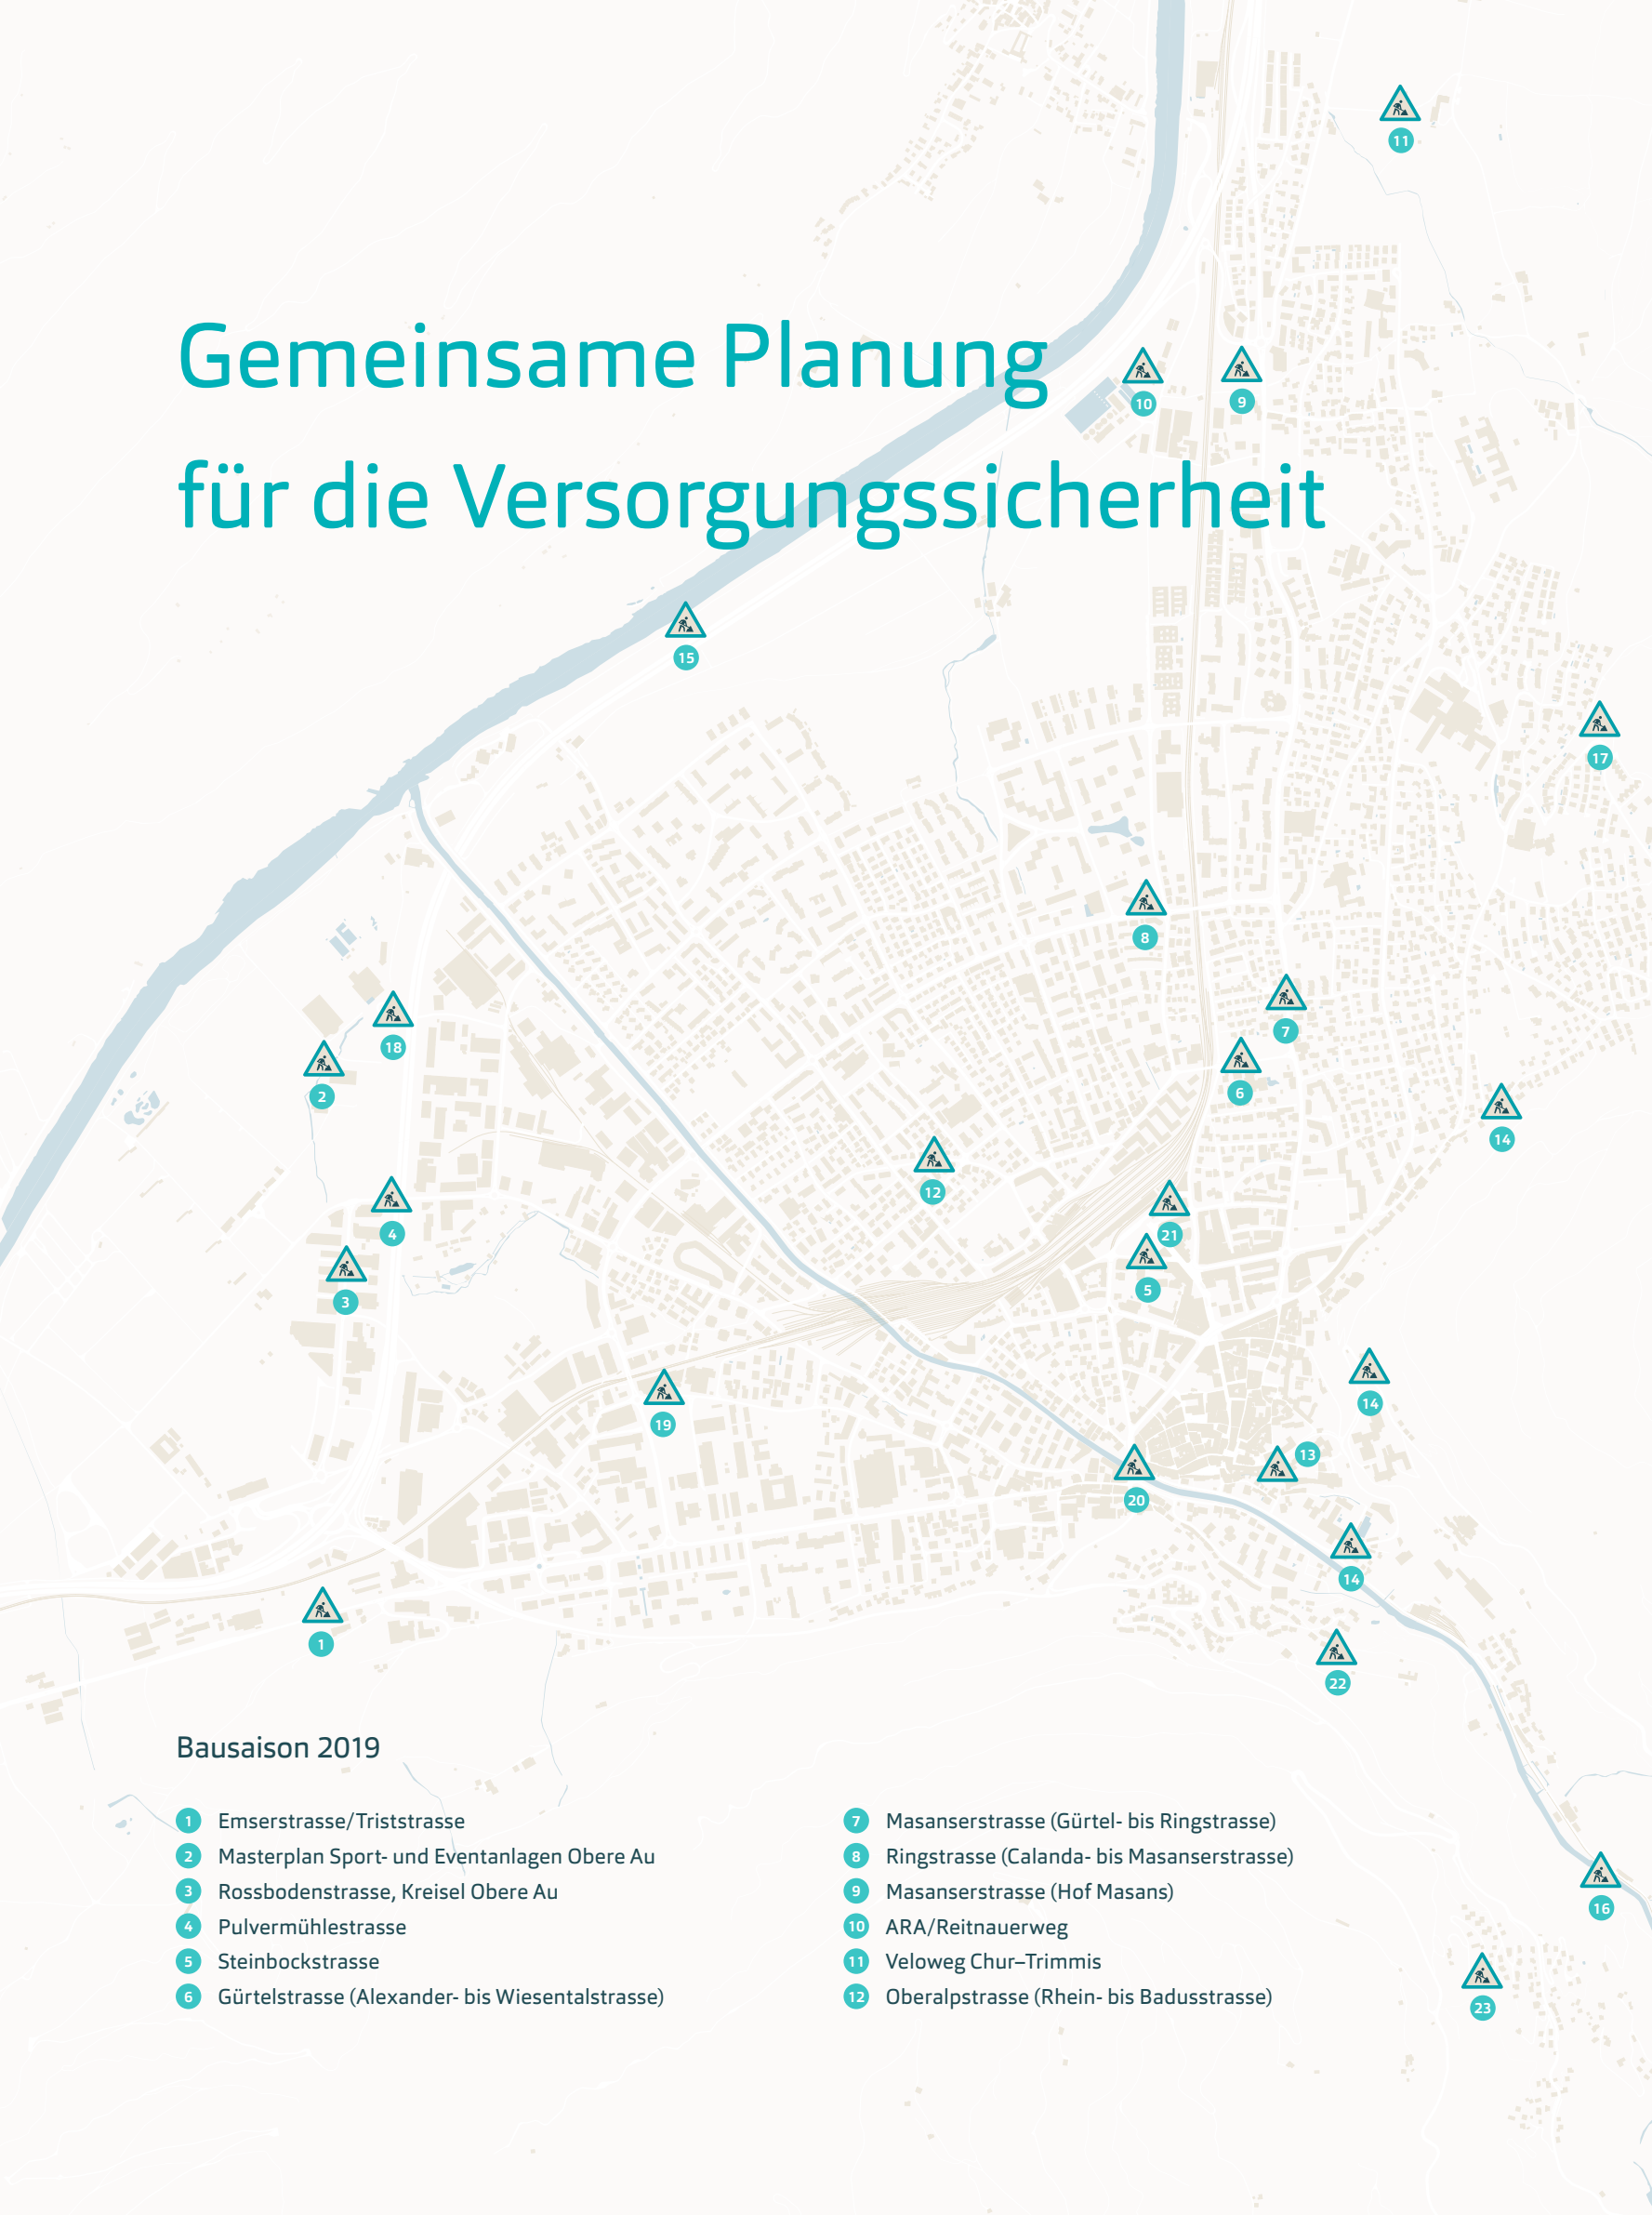 Gemeinsame Planung
für die Versorgungssicherheit
11
10
9
15
17
8
7
18
6
2
14
12
4
21
5
3
14
19
13
20
14
1
22
16
23
Bausaison 2019
1 Emserstrasse/Triststrasse
2 Masterplan Sport- und Eventanlagen Obere Au
3 Rossbodenstrasse, Kreisel Obere Au
4 Pulvermühlestrasse
5 Steinbockstrasse
6 Gürtelstrasse (Alexander- bis Wiesentalstrasse)
7 Masanserstrasse (Gürtel- bis Ringstrasse)
8 Ringstrasse (Calanda- bis Masanserstrasse)
9 Masanserstrasse (Hof Masans)
10 ARA/Reitnauerweg
11 Veloweg Chur–Trimmis
12 Oberalpstrasse (Rhein- bis Badusstrasse)